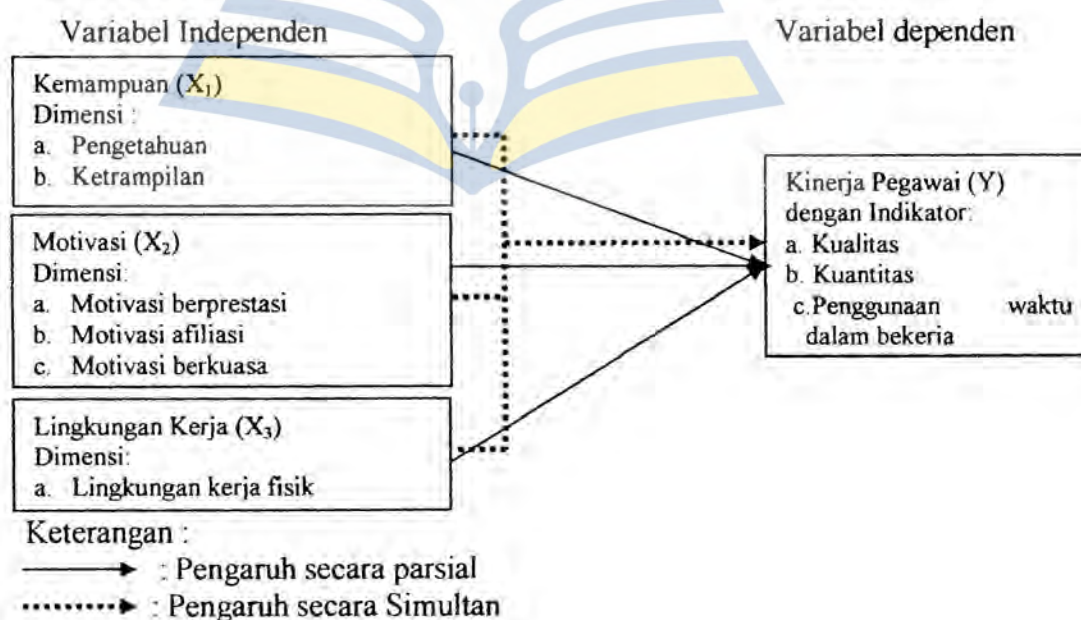 Variabel Independen
Variabel dependen
Kemampuan (X₁)
Dimensi :
a. Pengetahuan
b. Ketrampilan
Motivasi (X₂)
Dimensi:
a. Motivasi berprestasi
b. Motivasi afiliasi
c. Motivasi berkuasa
Lingkungan Kerja (X₃)
Dimensi:
a. Lingkungan kerja fisik
Kinerja Pegawai (Y)
dengan Indikator:
a. Kualitas
b. Kuantitas
c.Penggunaan waktu
dalam bekeria
Keterangan :
: Pengaruh secara parsial
: Pengaruh secara Simultan